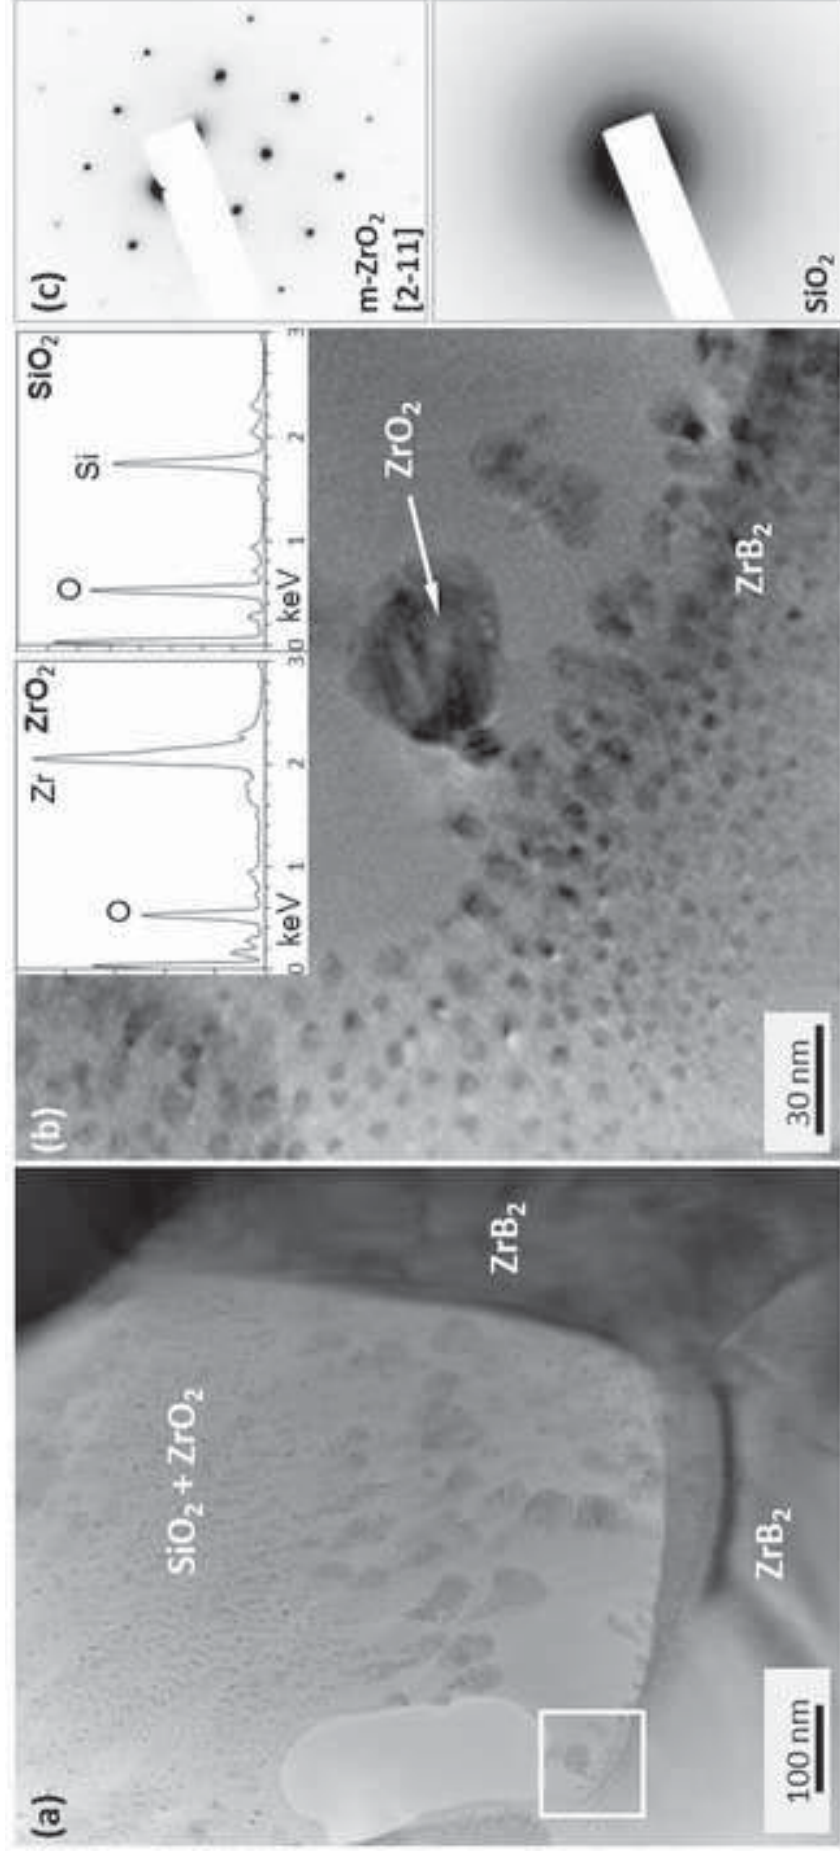 (a)
SiO₂ + ZrO₂
ZrB₂
ZrB₂
100 nm
(b)
ZrO₂
Zr
O
0 keV 1 2 3
SiO₂
O
Si
0 keV 1 2 3
ZrO₂
ZrB₂
30 nm
(c)
m-ZrO₂
[2-11]
SiO₂